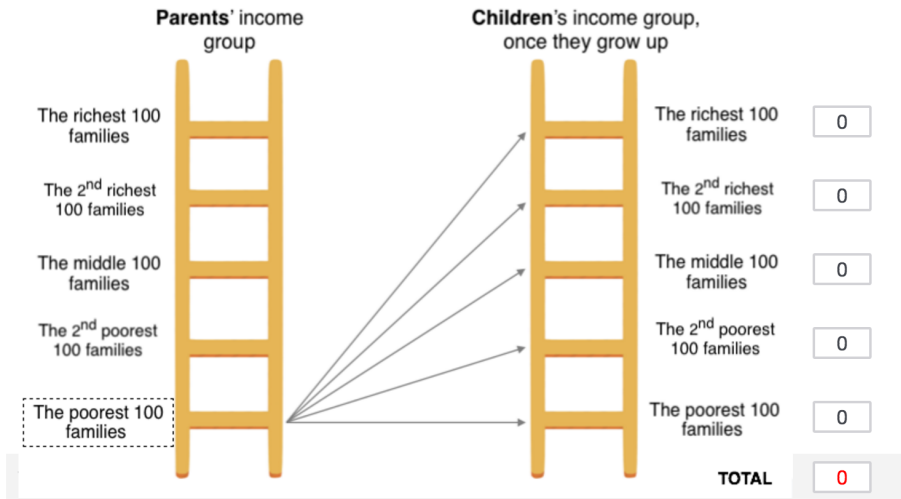 Parents' income
group
Children's income group,
once they grow up
The richest 100
families
The richest 100
families
0
The 2nd richest
100 families
The 2nd richest
100 families
0
The middle 100
families
The middle 100
families
0
The 2nd poorest
100 families
The 2nd poorest
100 families
0
The poorest 100
families
The poorest 100
families
0
TOTAL
0